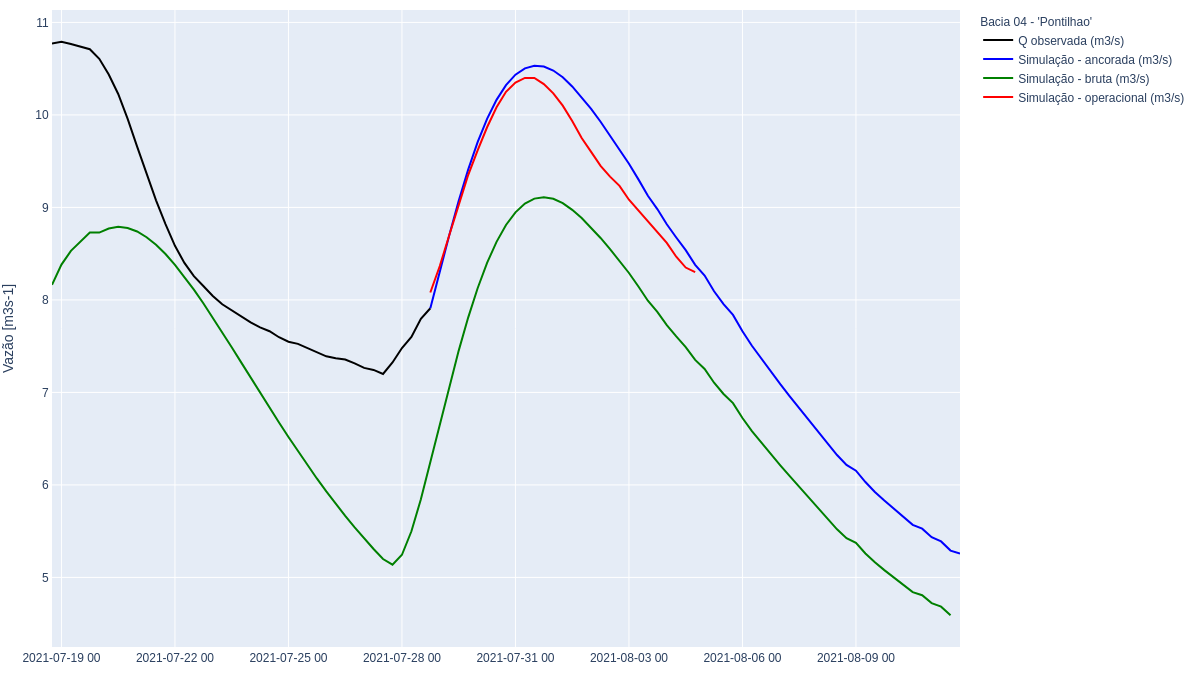 Bacia 04 - 'Pontilhao'
Q observada (m3/s)
Simulação - ancorada (m3/s)
Simulação - bruta (m3/s)
Simulação - operacional (m3/s)
Vazão [m3s-1]
11
10
9
8
7
6
5
2021-07-19 00
2021-07-22 00
2021-07-25 00
2021-07-28 00
2021-07-31 00
2021-08-03 00
2021-08-06 00
2021-08-09 00